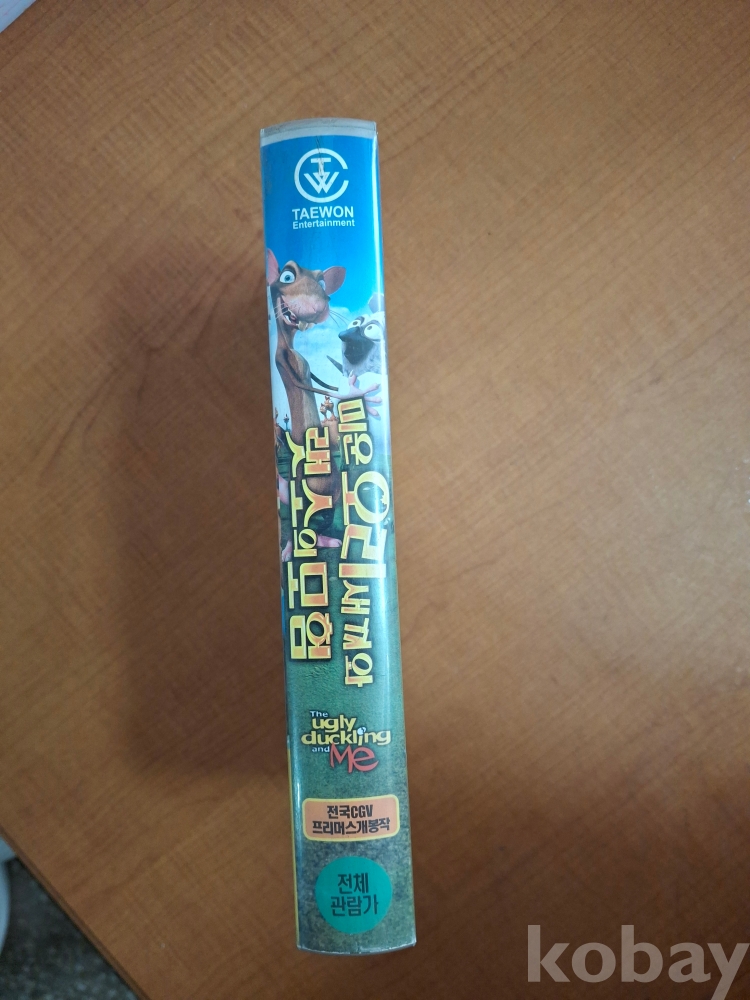 TW
TAEWON
Entertainment
미운 오리새끼와
랫소의 모험
The
ugly
duckling
and Me
전국CGV
프리머스개봉작
전체
관람가
kobay